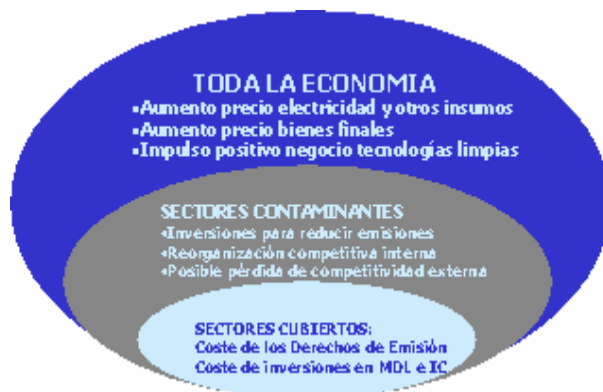 TODA LA ECONOMIA
▪Aumento precio electricidad y otros insumos
▪Aumento precio bienes finales
▪Impulso positivo negocio tecnologías limpias
SECTORES CONTAMINANTES
▪Inversiones para reducir emisiones
▪Reorganización competitiva interna
▪Posible pérdida de competitividad externa
SECTORES CUBIERTOS:
Coste de los Derechos de Emisión
Coste de inversiones en MDL e IC